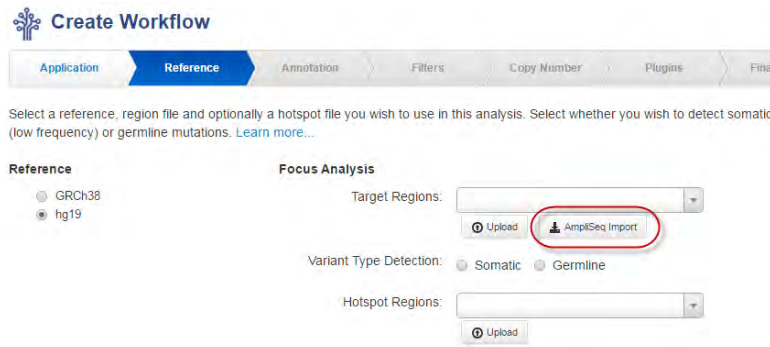 Create Workflow
Application Reference Annotation Filters Copy Number Plugins Fina
Select a reference, region file and optionally a hotspot file you wish to use in this analysis. Select whether you wish to detect somatic
(low frequency) or germline mutations. Learn more...
Reference Focus Analysis
GRCh38 Target Regions:
hg19
Upload AmpliSeq Import
Variant Type Detection: Somatic Germline
Hotspot Regions:
Upload